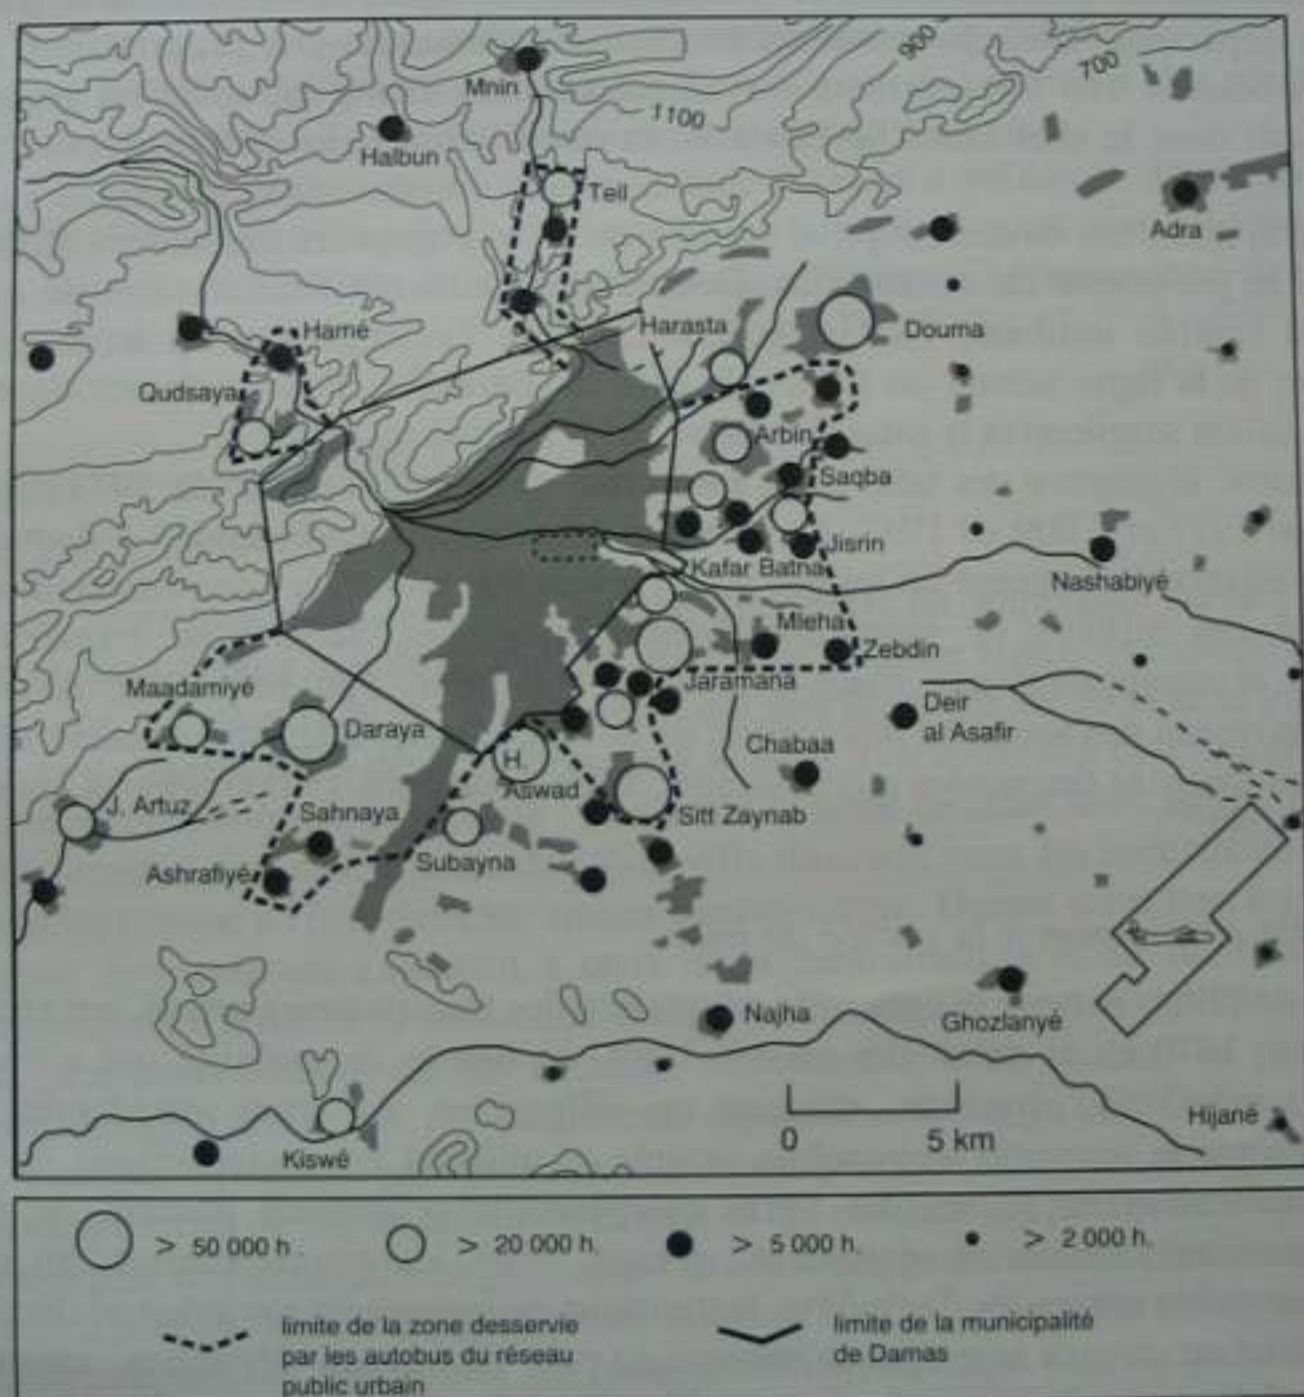 Mnin
900
700
1100
Halbun
Tell
Adra
Harasta
Douma
Hamé
Qudsaya
Arbin
Saqba
Jisrin
Kafar Batna
Nashabiyé
Mleha
Zebdin
Maadamiyé
Jaramana
Daraya
Deir
al Asafir
Chabaa
H.
Aswad
J. Artuz
Sahnaya
Sitt Zaynab
Ashrafiyé
Subayna
Najha
Ghozlanyé
Hijané
0 5 km
Kiswé
> 50 000 h.
> 20 000 h.
> 5 000 h.
> 2 000 h.
limite de la zone desservie
par les autobus du réseau
public urbain
limite de la municipalité
de Damas